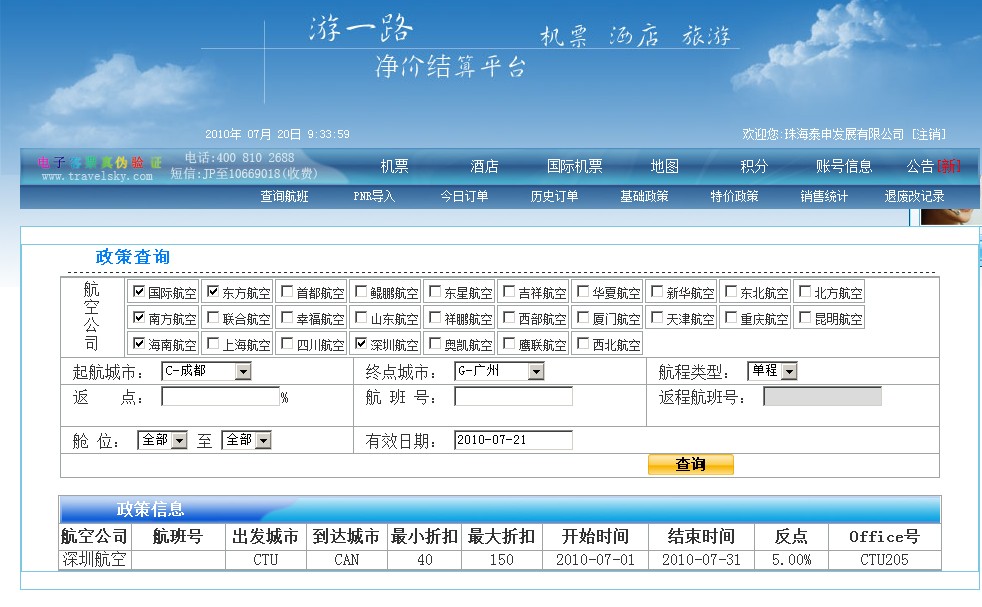 游一路
机票 酒店 旅游
净价结算平台
2010年 07月 20日 9:33:59
欢迎您:珠海泰申发展有限公司 [注销]
电子客票真伪验证
www.travelsky.com
电话:400 810 2688
短信:JP至10669018(收费)
机票 酒店 国际机票 地图 积分 账号信息 公告[新]
查询航班 PNR导入 今日订单 历史订单 基础政策 特价政策 销售统计 退废改记录
政策查询
航空公司
国际航空 东方航空 首都航空 鲲鹏航空 东星航空 吉祥航空 华夏航空 新华航空 东北航空 北方航空
南方航空 联合航空 幸福航空 山东航空 祥鹏航空 西部航空 厦门航空 天津航空 重庆航空 昆明航空
海南航空 上海航空 四川航空 深圳航空 奥凯航空 鹰联航空 西北航空
起航城市： C-成都 终点城市： G-广州 航程类型： 单程
返 点： % 航 班 号： 返程航班号：
舱 位： 全部 至 全部 有效日期： 2010-07-21
查询
政策信息
航空公司 航班号 出发城市 到达城市 最小折扣 最大折扣 开始时间 结束时间 反点 Office号
深圳航空 CTU CAN 40 150 2010-07-01 2010-07-31 5.00% CTU205